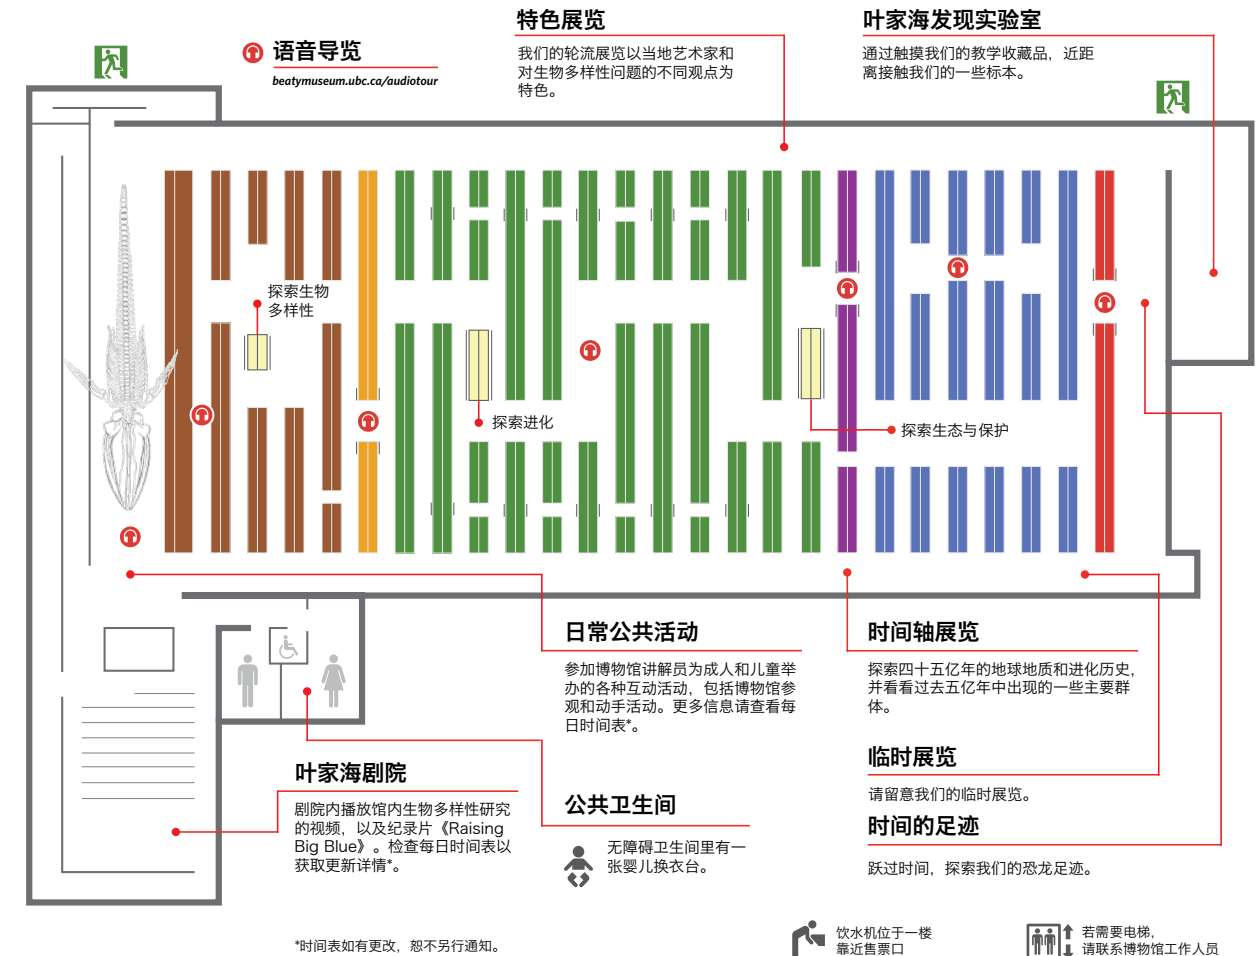 语音导览
beatymuseum.ubc.ca/audiotour
特色展览
我们的轮流展览以当地艺术家和
对生物多样性问题的不同观点为
特色。
叶家海发现实验室
通过触摸我们的教学收藏品，近距
离接触我们的一些标本。
探索生物
多样性
探索进化
探索生态与保护
日常公共活动
参加博物馆讲解员为成人和儿童举
办的各种互动活动，包括博物馆参
观和动手活动。更多信息请查看每
日时间表*。
时间轴展览
探索四十五亿年的地球地质和进化历史，
并看看过去五亿年中出现的一些主要群
体。
临时展览
请留意我们的临时展览。
时间的足迹
跃过时间，探索我们的恐龙足迹。
叶家海剧院
剧院内播放馆内生物多样性研究
的视频，以及纪录片《Raising
Big Blue》。检查每日时间表以
获取更新详情*。
公共卫生间
无障碍卫生间里有一
张婴儿换衣台。
*时间表如有更改，恕不另行通知。
饮水机位于一楼
靠近售票口
若需要电梯，
请联系博物馆工作人员